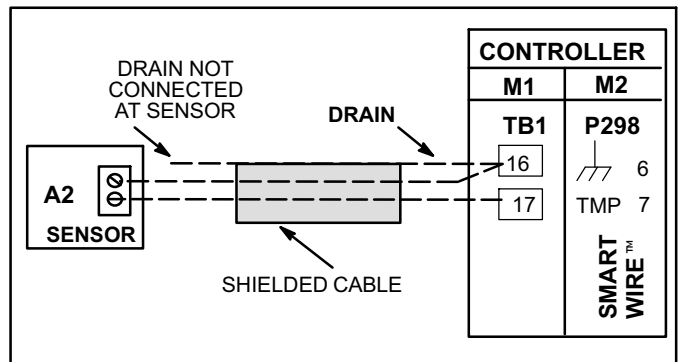 CONTROLLER
M1 M2
DRAIN NOT
CONNECTED
AT SENSOR
DRAIN
TB1 P298
16 6
17 TMP 7
A2
SENSOR
SHIELDED CABLE
SMART
WIRE™